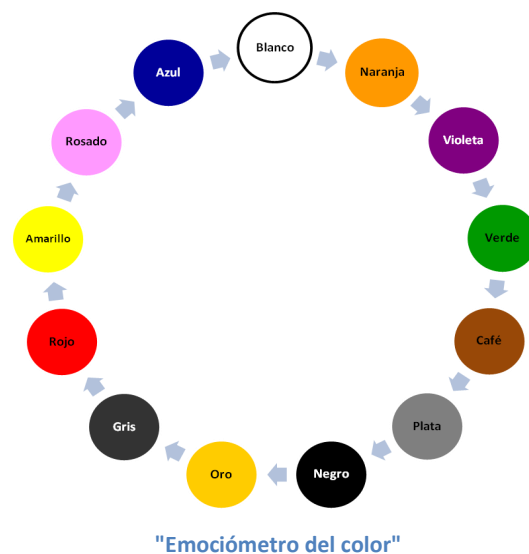 Blanco
Naranja
Violeta
Verde
Café
Plata
Negro
Oro
Gris
Rojo
Amarillo
Rosado
Azul
"Emociómetro del color"